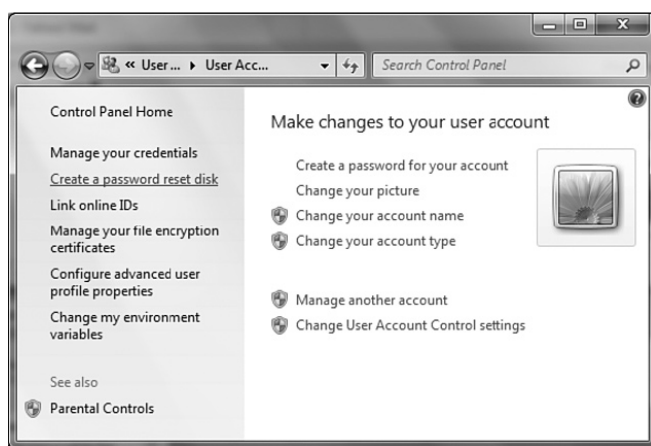 « User ... ▸ User Acc...
Search Control Panel
Control Panel Home
Manage your credentials
Create a password reset disk
Link online IDs
Manage your file encryption
certificates
Configure advanced user
profile properties
Change my environment
variables
See also
Parental Controls
Make changes to your user account
Create a password for your account
Change your picture
Change your account name
Change your account type
Manage another account
Change User Account Control settings